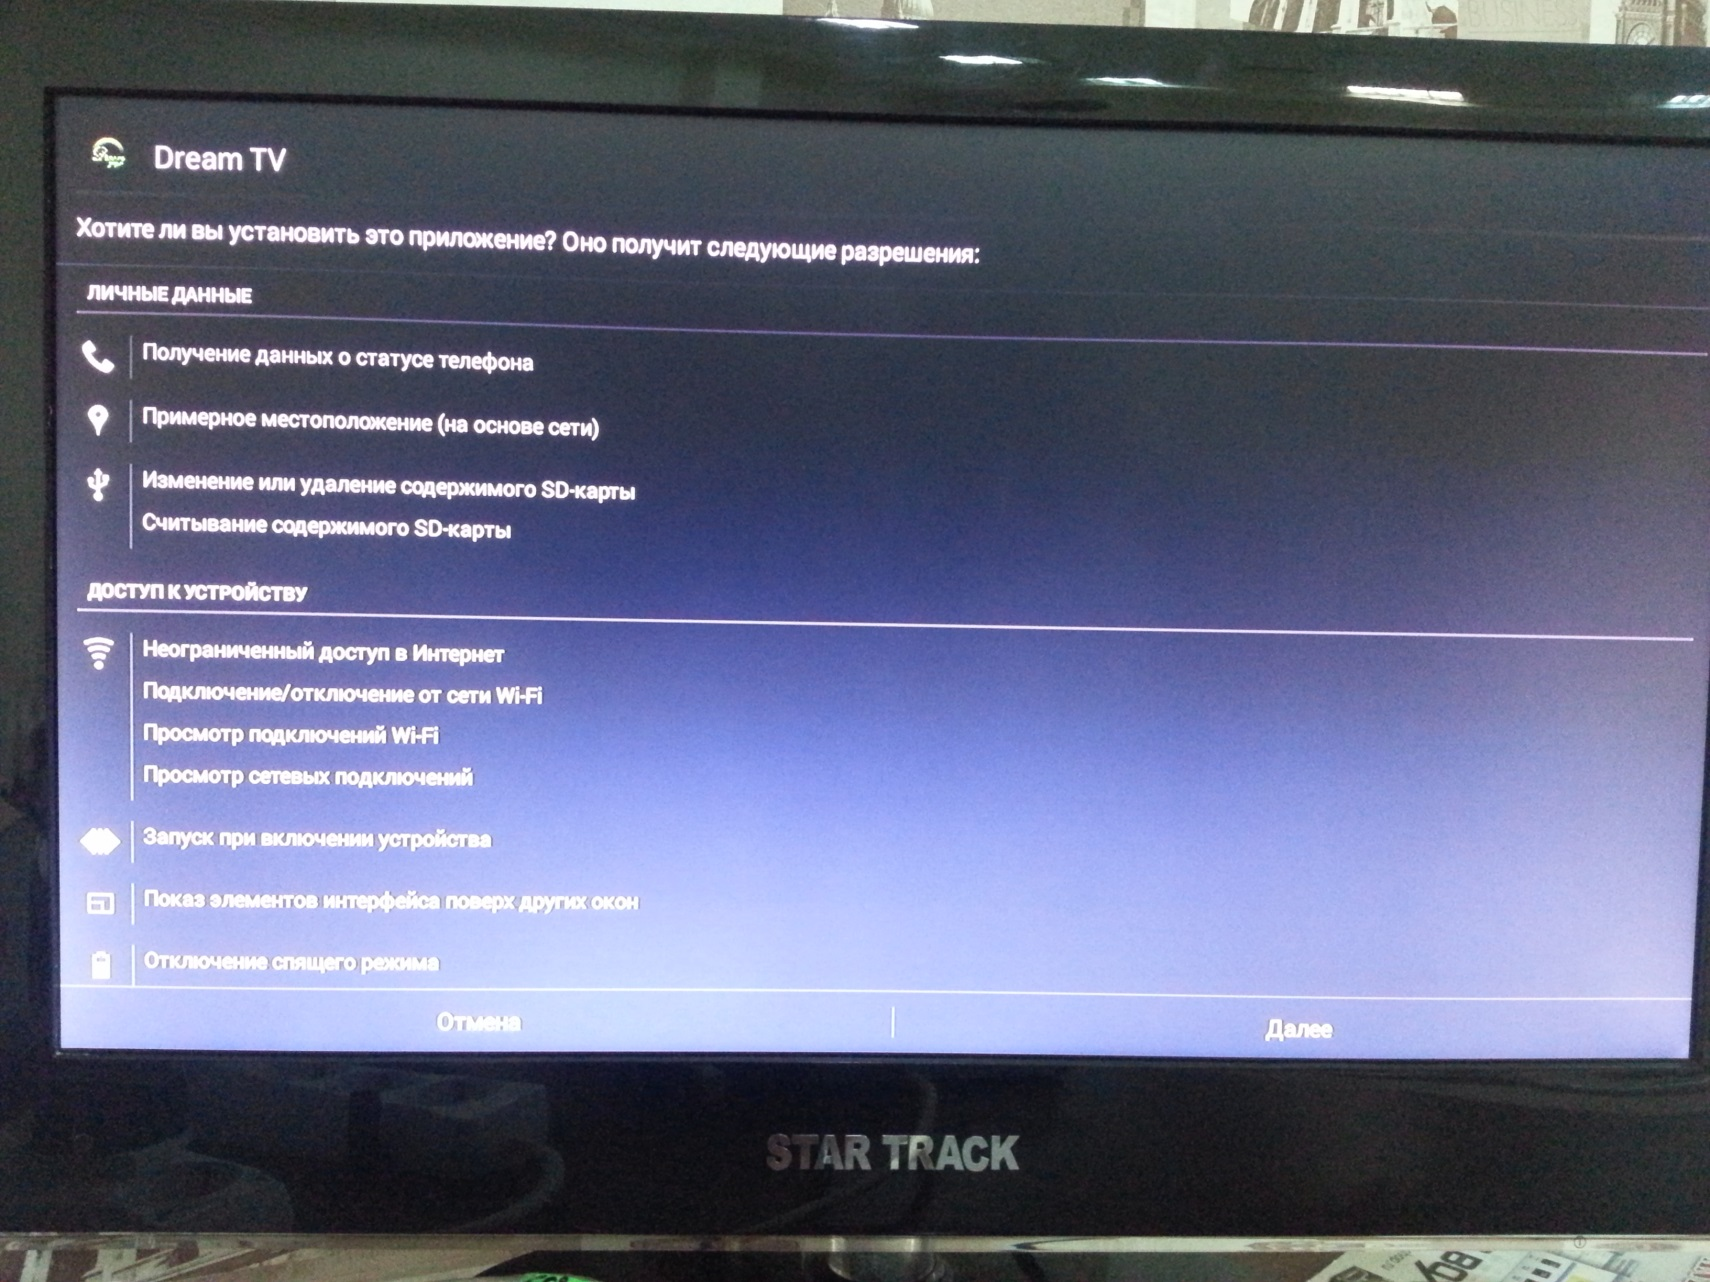 BUSINESS
Dream TV
Хотите ли вы установить это приложение? Оно получит следующие разрешения:
ЛИЧНЫЕ ДАННЫЕ
Получение данных о статусе телефона
Примерное местоположение (на основе сети)
Изменение или удаление содержимого SD-карты
Считывание содержимого SD-карты
ДОСТУП К УСТРОЙСТВУ
Неограниченный доступ в Интернет
Подключение/отключение от сети Wi-Fi
Просмотр подключений Wi-Fi
Просмотр сетевых подключений
Запуск при включении устройства
Показ элементов интерфейса поверх других окон
Отключение спящего режима
Отмена
Далее
STAR TRACK